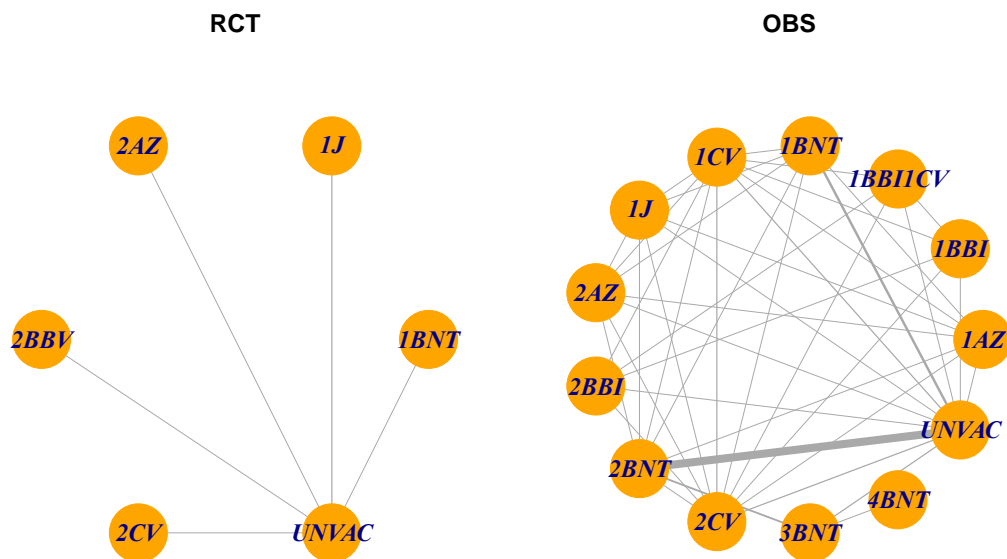 RCT
OBS
2AZ
1J
2BBV
1BNT
2CV
UNVAC
1CV
1BNT
1BBI1CV
1J
1BBI
2AZ
1AZ
2BBI
UNVAC
2BNT
4BNT
2CV
3BNT